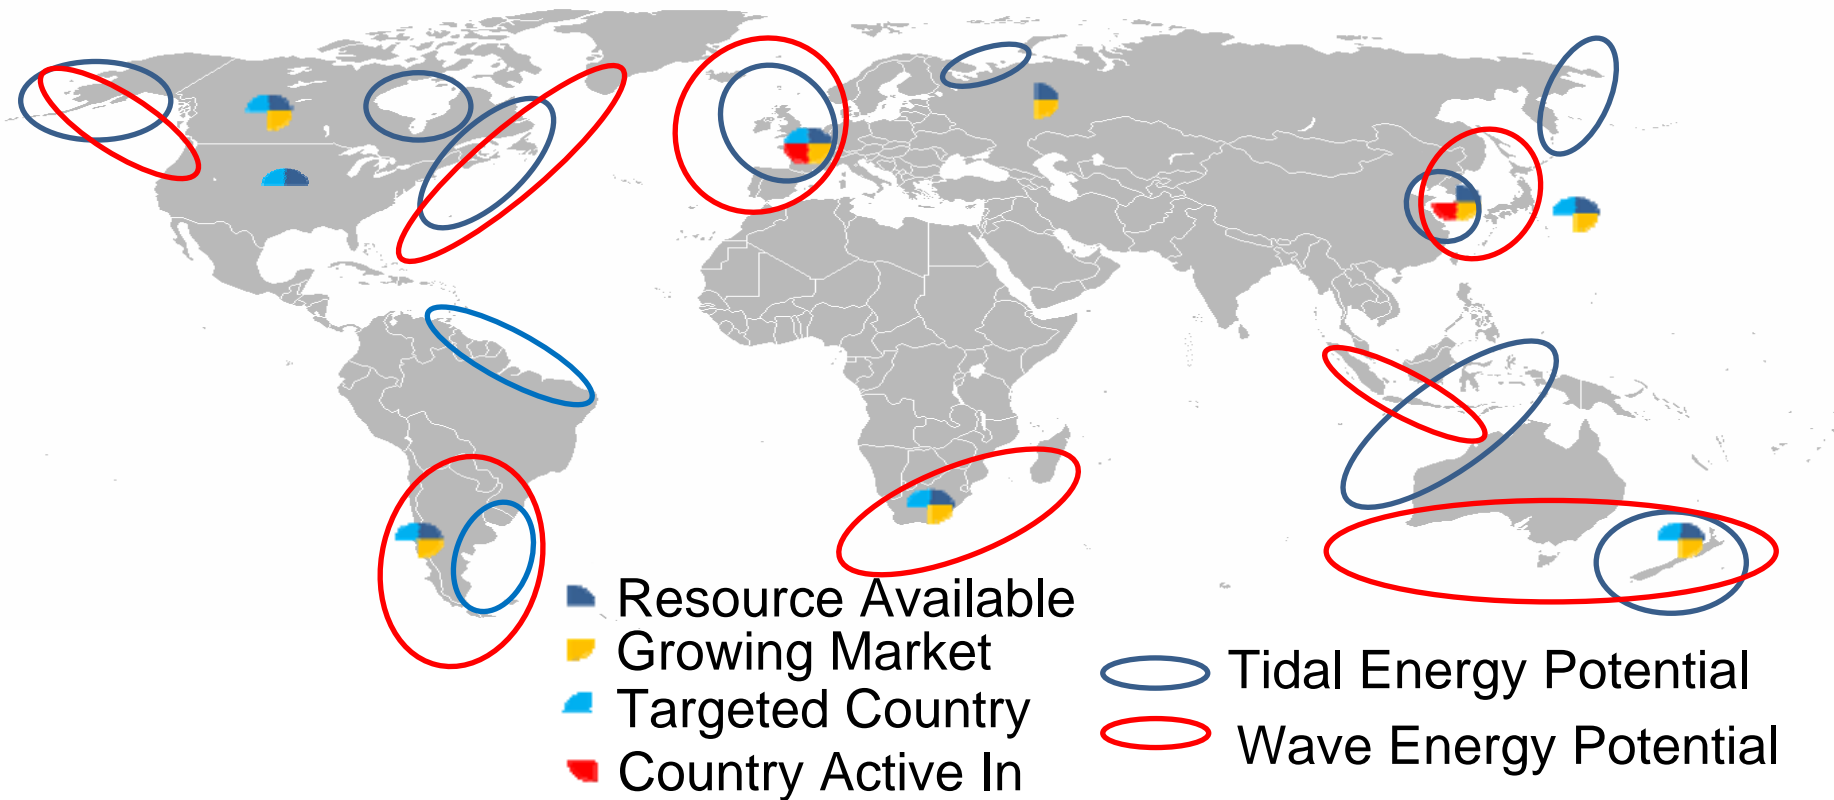 Resource Available
Growing Market
Targeted Country
Country Active In
Tidal Energy Potential
Wave Energy Potential